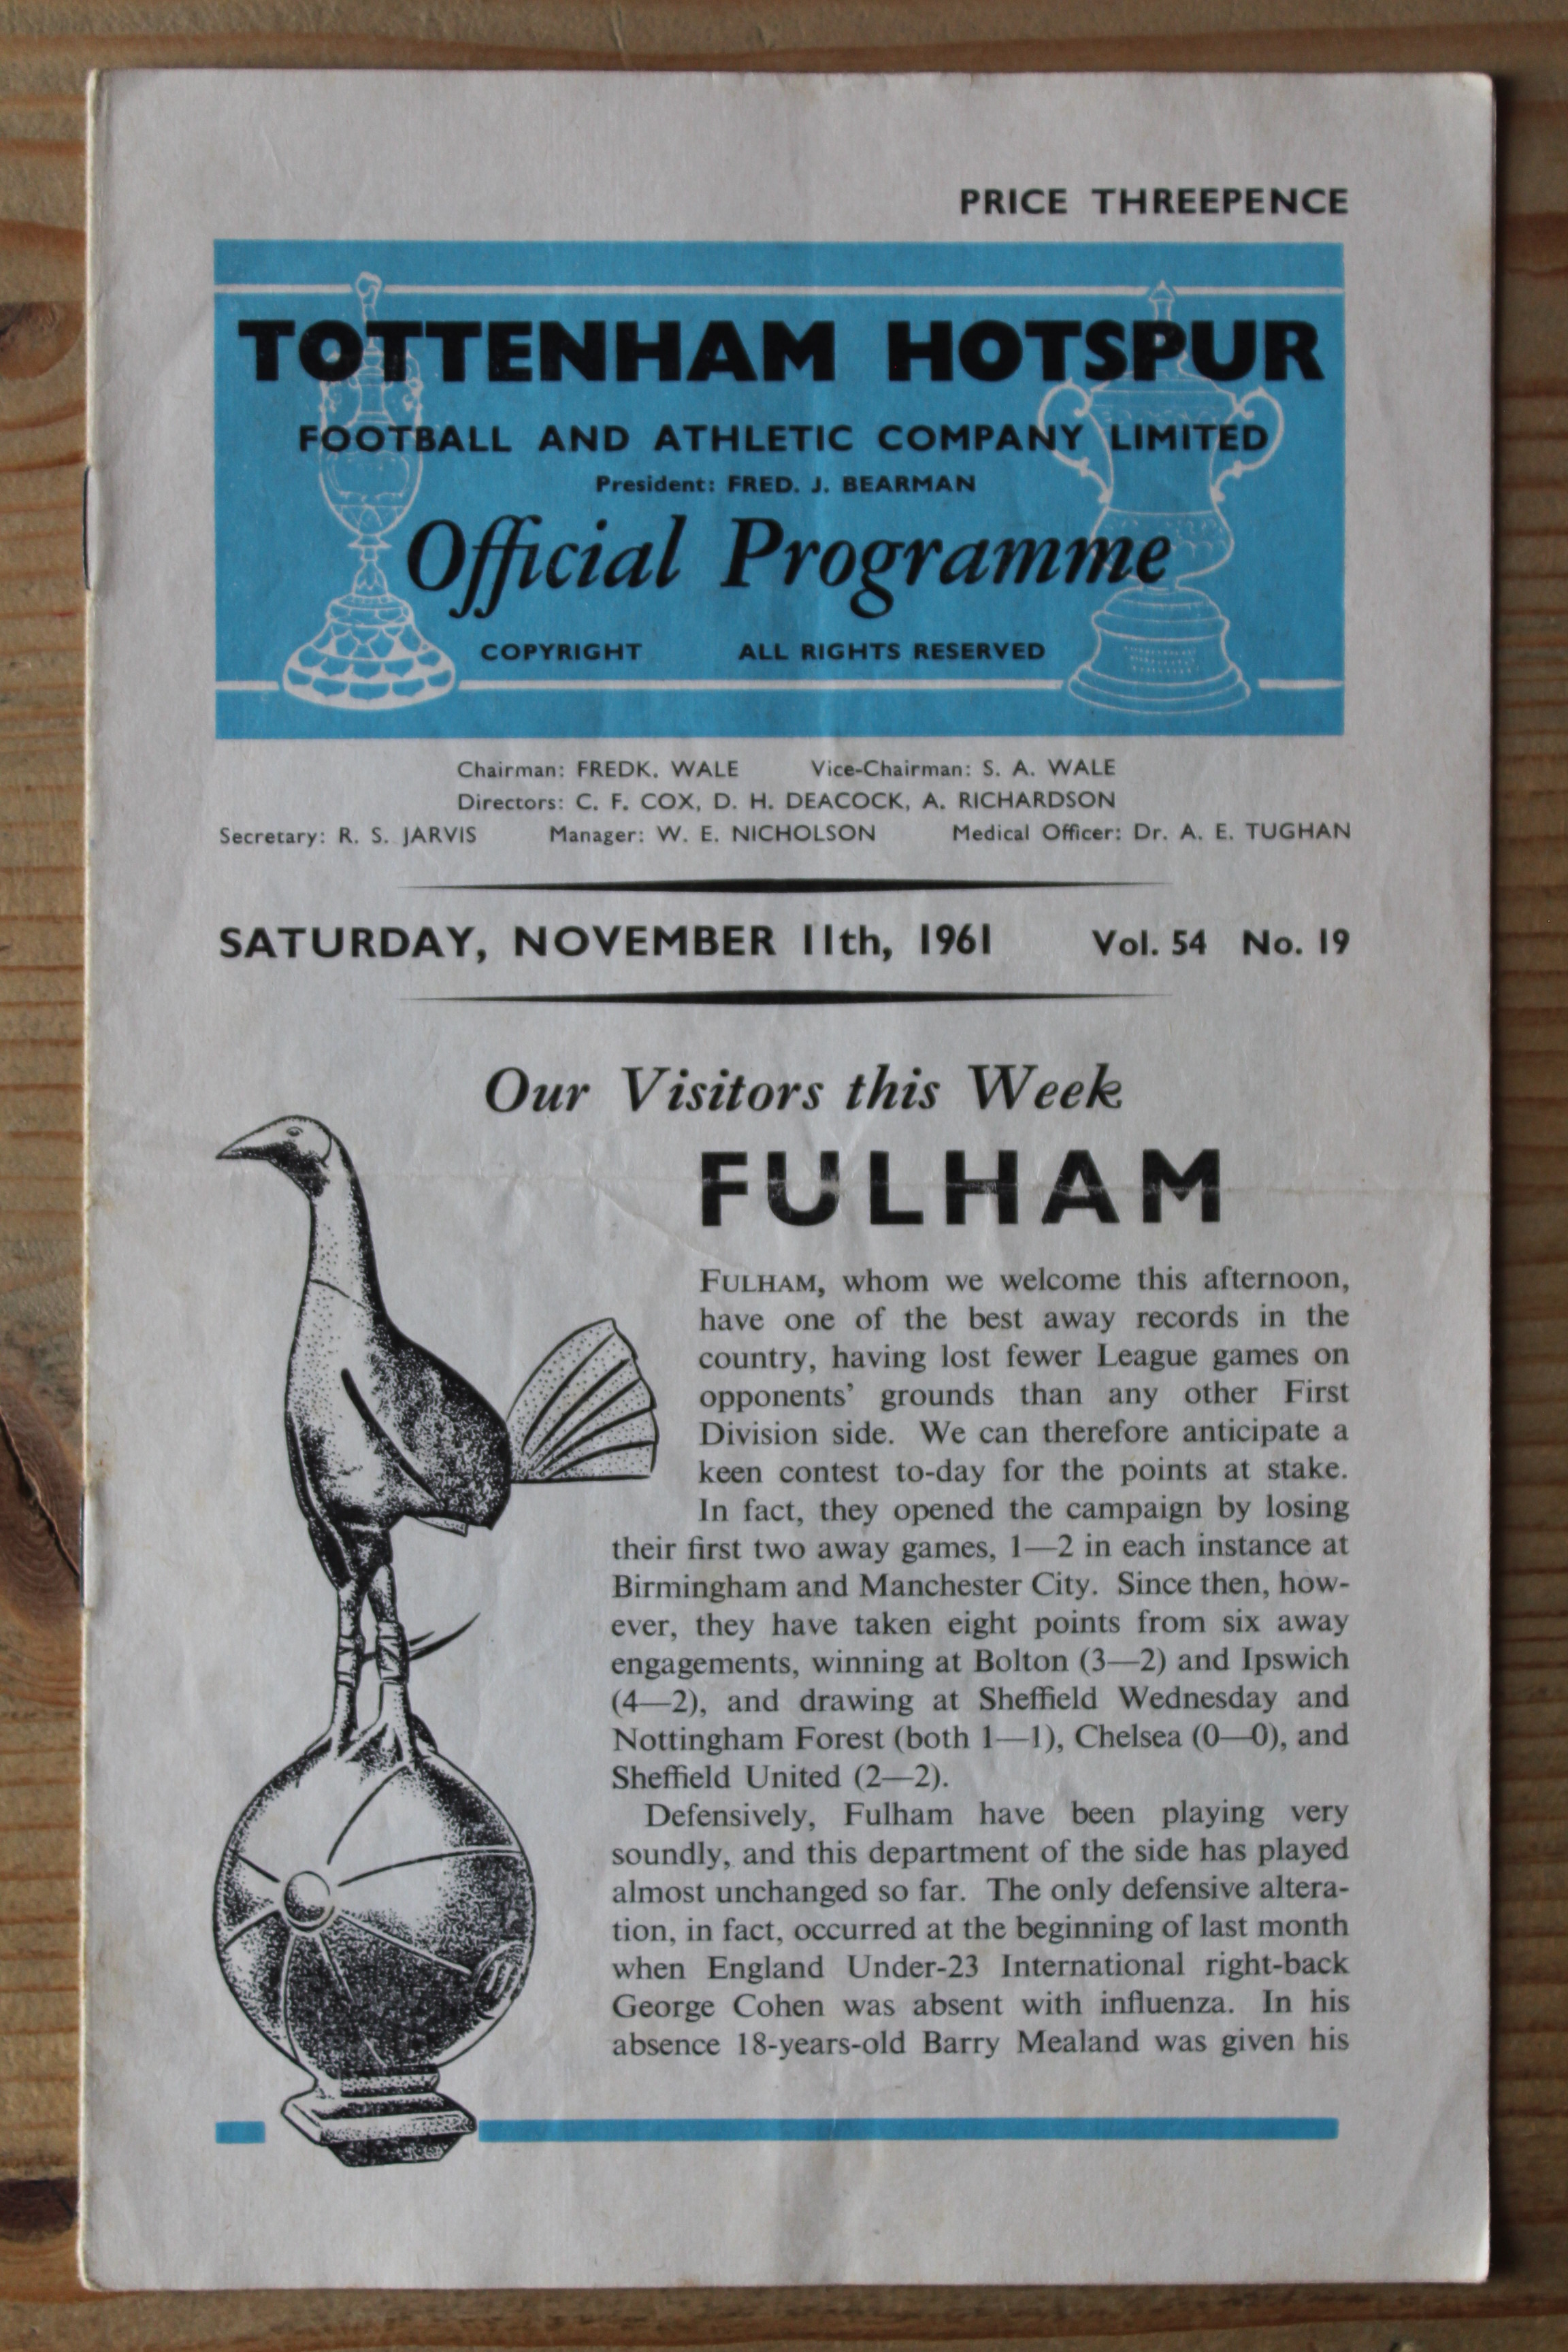 PRICE THREEPENCE
TOTTENHAM HOTSPUR
FOOTBALL AND ATHLETIC COMPANY LIMITED
President: FRED. J. BEARMAN
Official Programme
COPYRIGHT ALL RIGHTS RESERVED
Chairman: FREDK. WALE Vice-Chairman: S. A. WALE
Directors: C. F. COX, D. H. DEACOCK, A. RICHARDSON
Secretary: R. S. JARVIS Manager: W. E. NICHOLSON Medical Officer: Dr. A. E. TUGHAN
SATURDAY, NOVEMBER 11th, 1961 Vol. 54 No. 19
Our Visitors this Week
FULHAM
FULHAM, whom we welcome this afternoon,
have one of the best away records in the
country, having lost fewer League games on
opponents' grounds than any other First
Division side. We can therefore anticipate a
keen contest to-day for the points at stake.
In fact, they opened the campaign by losing
their first two away games, 1—2 in each instance at
Birmingham and Manchester City. Since then, how-
ever, they have taken eight points from six away
engagements, winning at Bolton (3—2) and Ipswich
(4—2), and drawing at Sheffield Wednesday and
Nottingham Forest (both 1—1), Chelsea (0—0), and
Sheffield United (2—2).
Defensively, Fulham have been playing very
soundly, and this department of the side has played
almost unchanged so far. The only defensive altera-
tion, in fact, occurred at the beginning of last month
when England Under-23 International right-back
George Cohen was absent with influenza. In his
absence 18-years-old Barry Mealand was given his